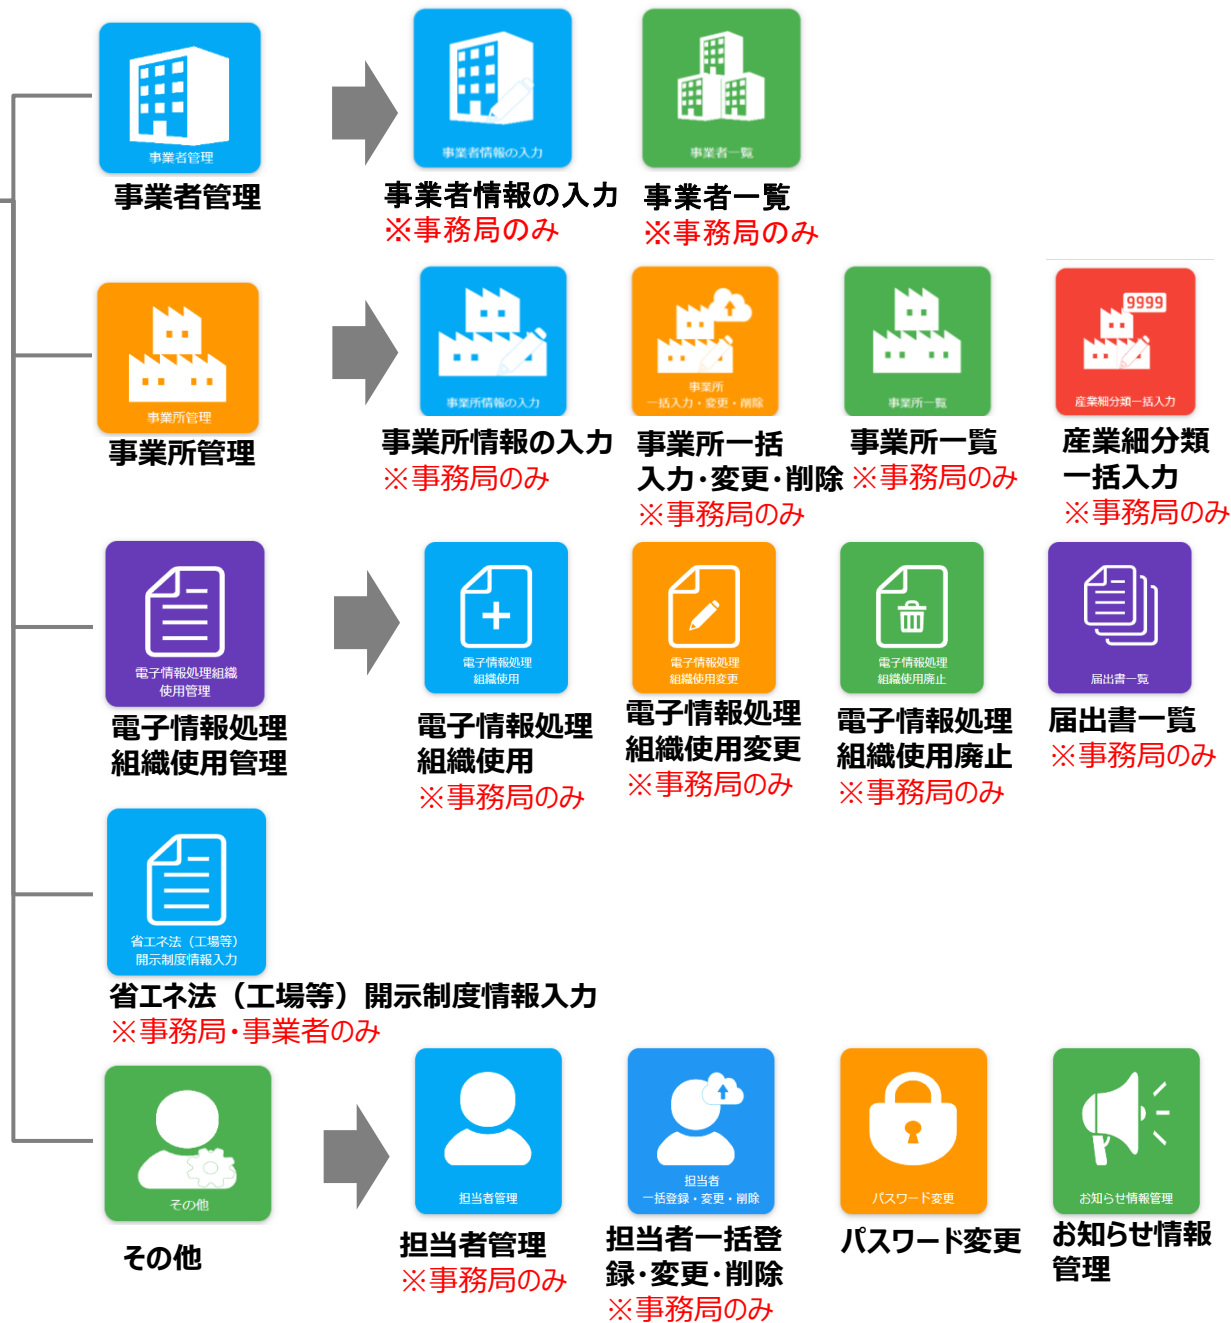 事業者管理
事業者管理
事業者情報の入力
事業者情報の入力
※事務局のみ
事業者一覧
事業者一覧
※事務局のみ
事業所管理
事業所管理
事業所情報の入力
事業所情報の入力
※事務局のみ
事業所
一括入力・変更・削除
事業所一括
入力・変更・削除
※事務局のみ
事業所一覧
事業所一覧
※事務局のみ
9999
産業細分類一括入力
産業細分類
一括入力
※事務局のみ
電子情報処理組織
使用管理
電子情報処理
組織使用管理
電子情報処理
組織使用
電子情報処理
組織使用
※事務局のみ
電子情報処理
組織使用変更
電子情報処理
組織使用変更
※事務局のみ
電子情報処理
組織使用廃止
電子情報処理
組織使用廃止
※事務局のみ
届出書一覧
届出書一覧
※事務局のみ
省エネ法（工場等）
開示制度情報入力
省エネ法（工場等）開示制度情報入力
※事務局・事業者のみ
その他
その他
担当者管理
担当者管理
※事務局のみ
担当者
一括登録・変更・削除
担当者一括登
録・変更・削除
※事務局のみ
パスワード変更
パスワード変更
お知らせ情報管理
お知らせ情報
管理